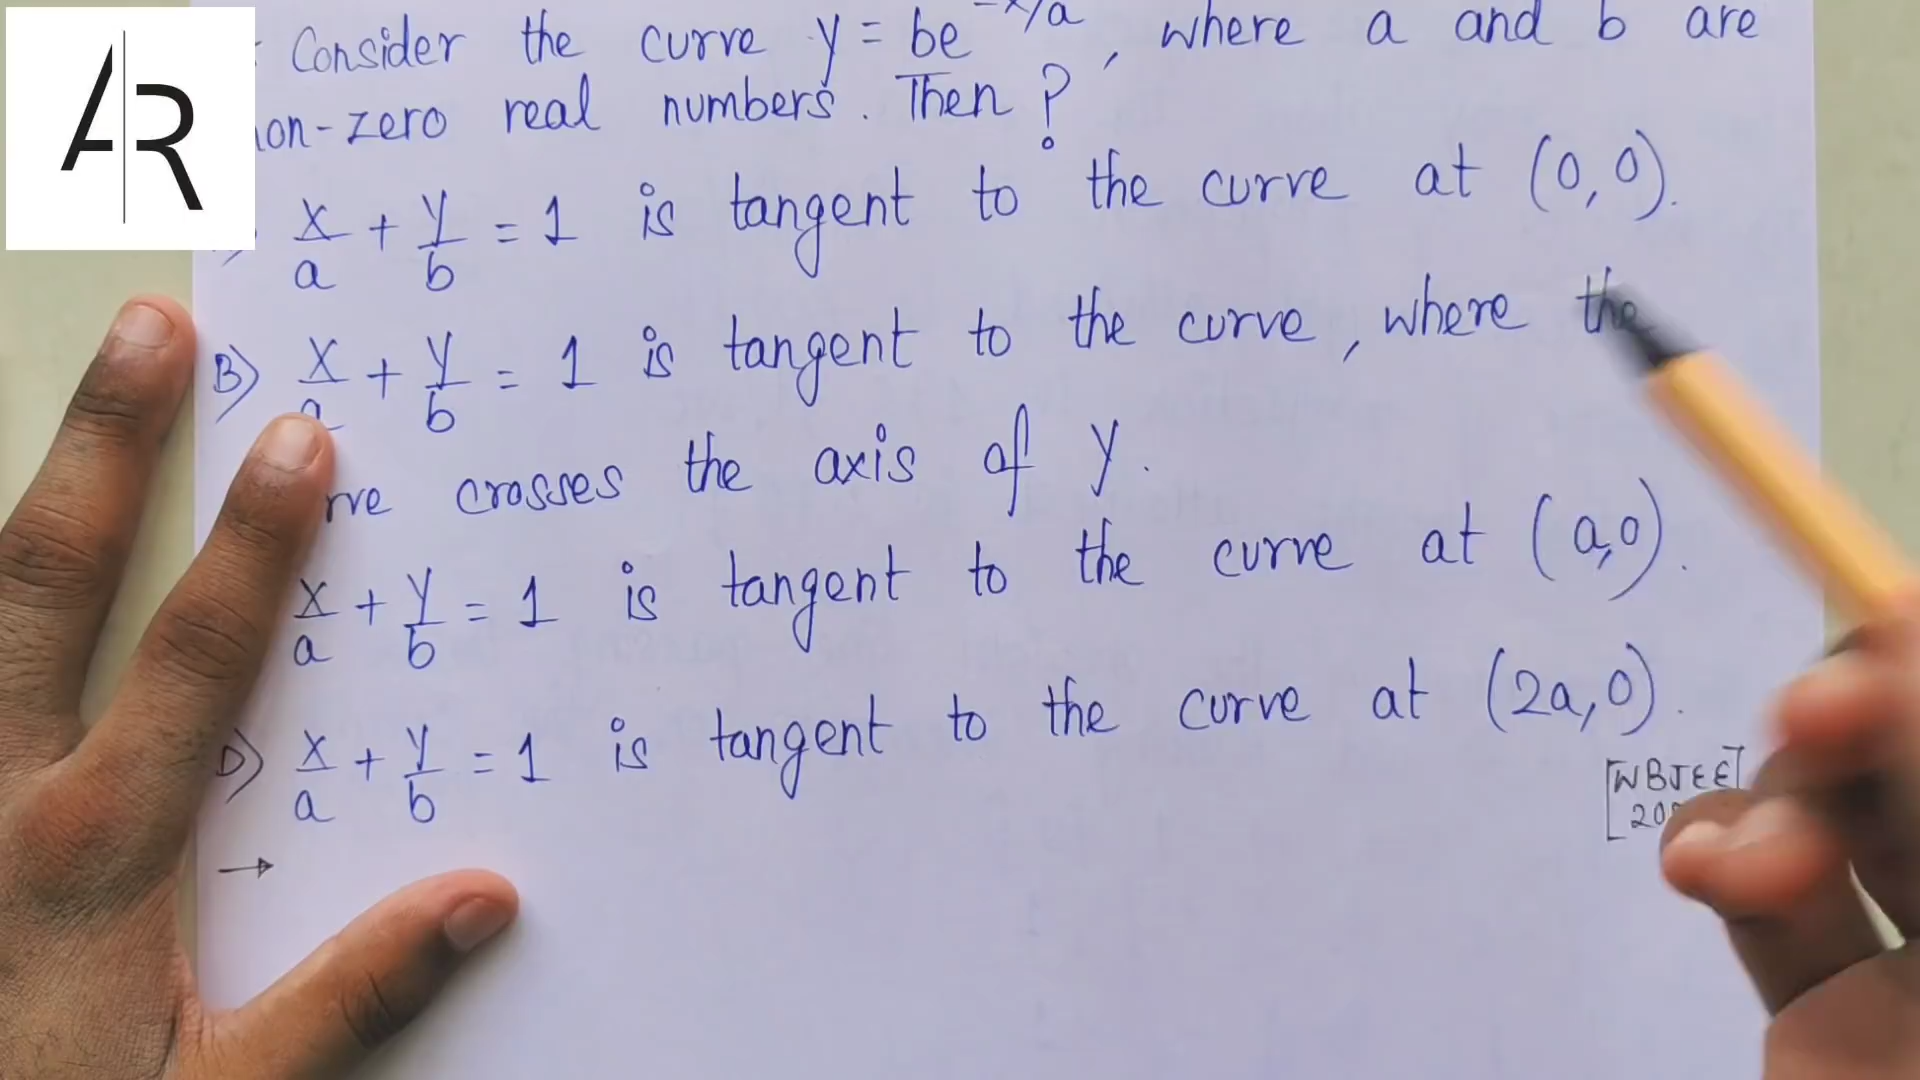 AR
Consider the curve y = be^-x/a, where a and b are
non-zero real numbers. Then?
x/a + y/b = 1 is tangent to the curve at (0,0).
B) x/a + y/b = 1 is tangent to the curve, where the
rve crosses the axis of y.
x/a + y/b = 1 is tangent to the curve at (a,0).
D) x/a + y/b = 1 is tangent to the curve at (2a,0).
[WBJEE]
→